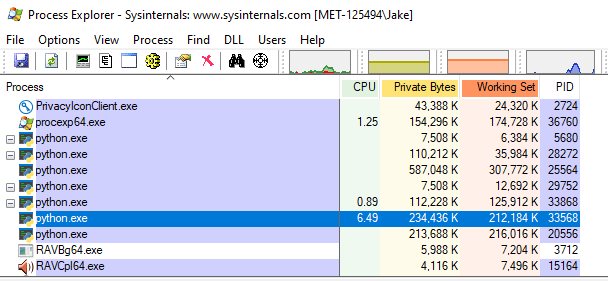 Process Explorer - Sysinternals: www.sysinternals.com [MET-125494\Jake]
File Options View Process Find DLL Users Help
Process CPU Private Bytes Working Set PID
PrivacyIconClient.exe 43,388 K 24,320 K 2724
procexp64.exe 1.25 154,296 K 174,728 K 36760
python.exe 7,508 K 6,384 K 5680
python.exe 110,212 K 35,984 K 28272
python.exe 587,048 K 307,772 K 25564
python.exe 7,508 K 12,692 K 29752
python.exe 0.89 112,228 K 125,912 K 33868
python.exe 6.49 234,436 K 212,184 K 33568
python.exe 213,688 K 216,016 K 20556
RAVBg64.exe 5,988 K 7,204 K 3712
RAVCpl64.exe 4,116 K 7,496 K 15164